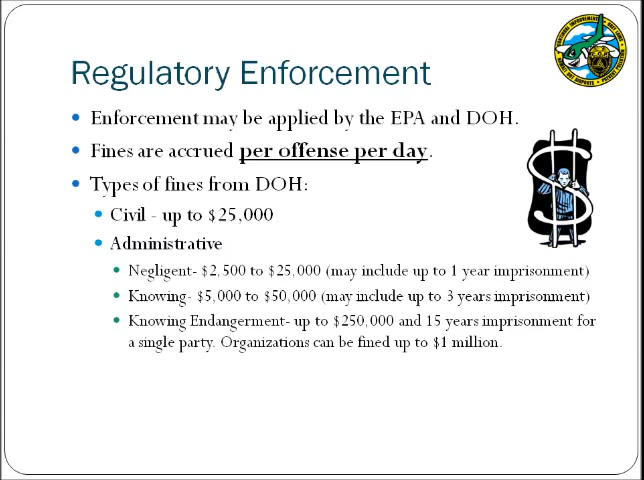 Regulatory Enforcement
• Enforcement may be applied by the EPA and DOH.
• Fines are accrued per offense per day.
• Types of fines from DOH:
• Civil - up to $25,000
• Administrative
• Negligent- $2,500 to $25,000 (may include up to 1 year imprisonment)
• Knowing- $5,000 to $50,000 (may include up to 3 years imprisonment)
• Knowing Endangerment- up to $250,000 and 15 years imprisonment for
a single party. Organizations can be fined up to $1 million.
$